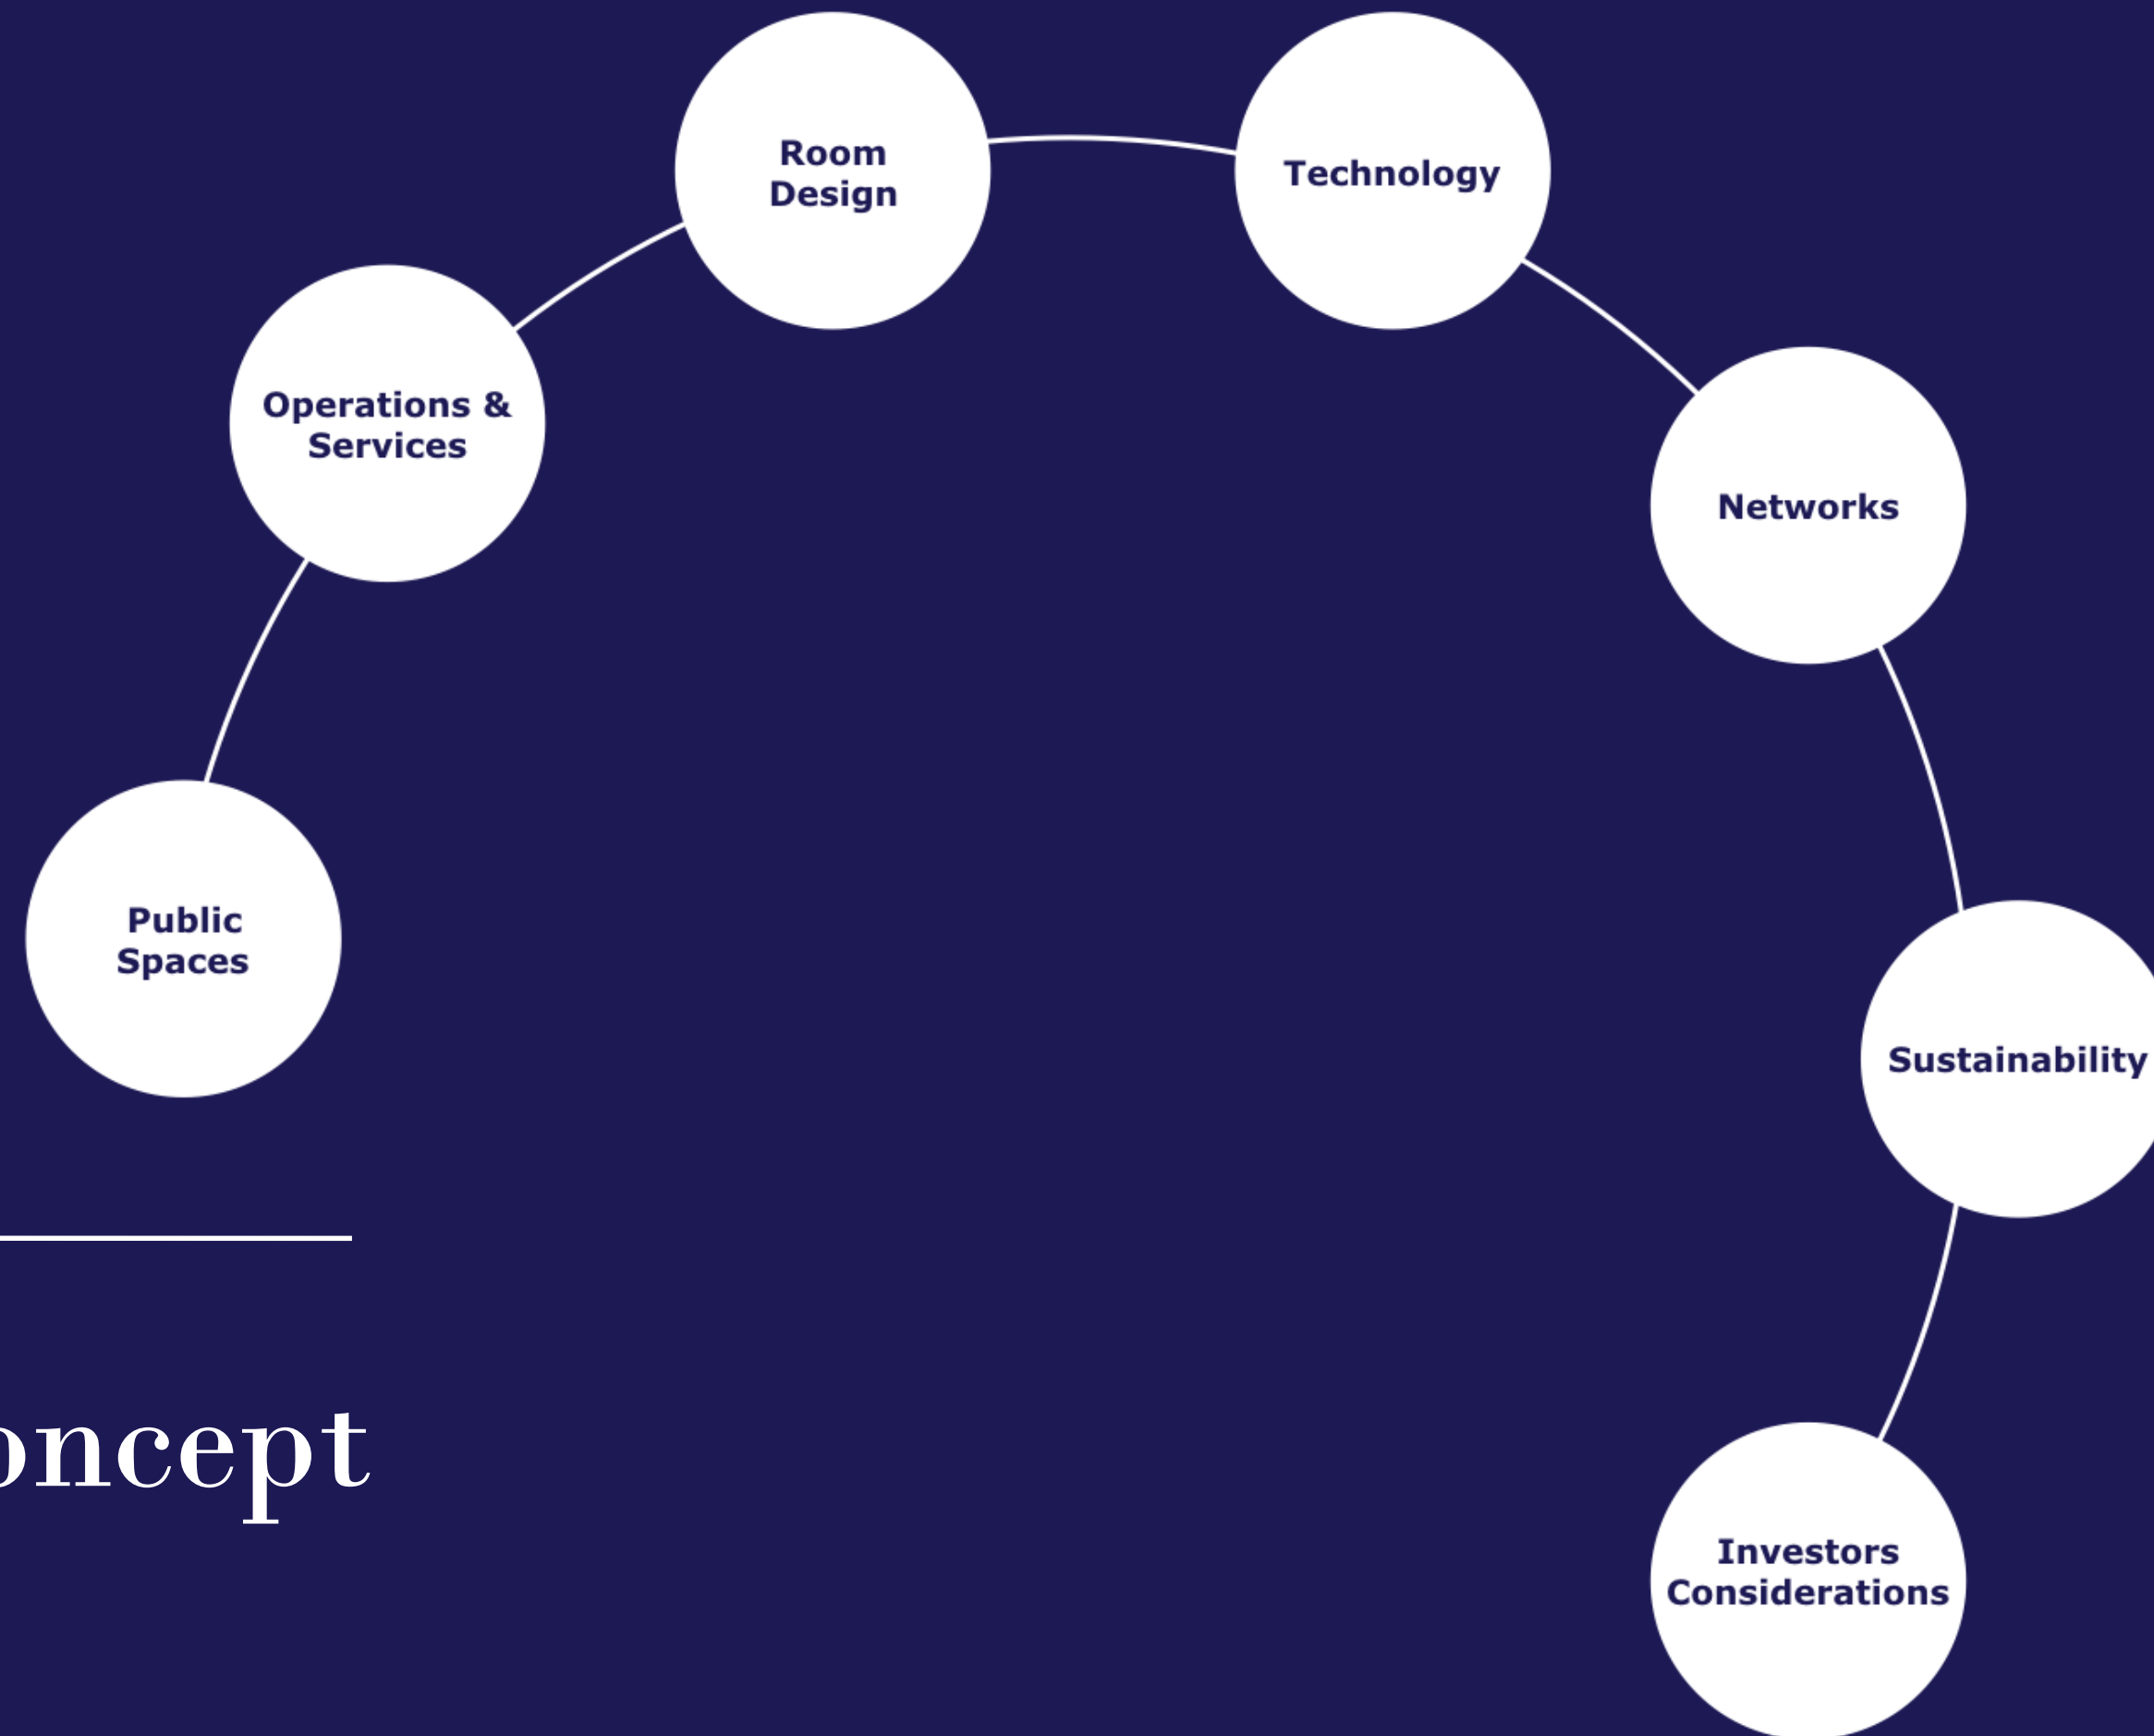 Room
Design
Technology
Operations &
Services
Networks
Public
Spaces
Sustainability
oncept
Investors
Considerations